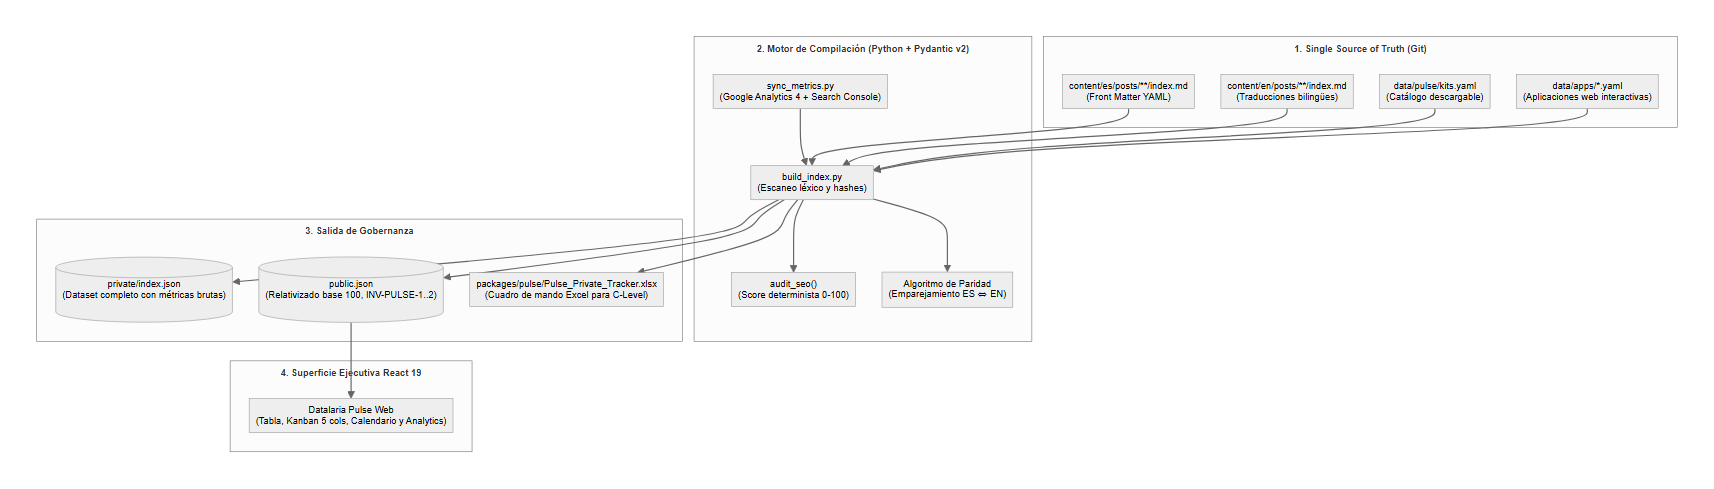 1. Single Source of Truth (Git)
content/es/posts/**/index.md
(Front Matter YAML)
content/en/posts/**/index.md
(Traducciones bilingües)
data/pulse/kits.yaml
(Catálogo descargable)
data/apps/*.yaml
(Aplicaciones web interactivas)
2. Motor de Compilación (Python + Pydantic v2)
sync_metrics.py
(Google Analytics 4 + Search Console)
build_index.py
(Escaneo léxico y hashes)
audit_seo()
(Score determinista 0-100)
Algoritmo de Paridad
(Emparejamiento ES ⇔ EN)
3. Salida de Gobernanza
private/index.json
(Dataset completo con métricas brutas)
public.json
(Relativizado base 100, INV-PULSE-1..2)
packages/pulse/Pulse_Private_Tracker.xlsx
(Cuadro de mando Excel para C-Level)
4. Superficie Ejecutiva React 19
Datalaria Pulse Web
(Tabla, Kanban 5 cols, Calendario y Analytics)